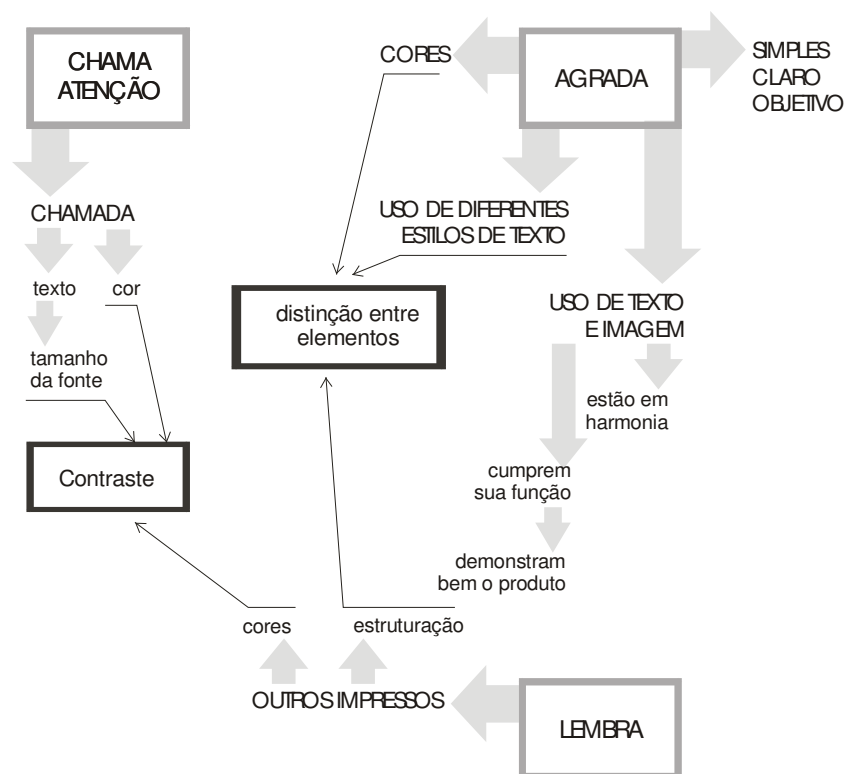 CHAMA
ATENÇÃO
CORES
AGRADA
SIMPLES
CLARO
OBJETIVO
CHAMADA
USO DE DIFERENTES
ESTILOS DE TEXTO
texto
cor
distinção entre
elementos
USO DE TEXTO
E IMAGEM
tamanho
da fonte
estão em
harmonia
Contraste
cumprem
sua função
demonstram
bem o produto
cores
estruturação
OUTROS IMPRESSOS
LEMBRA